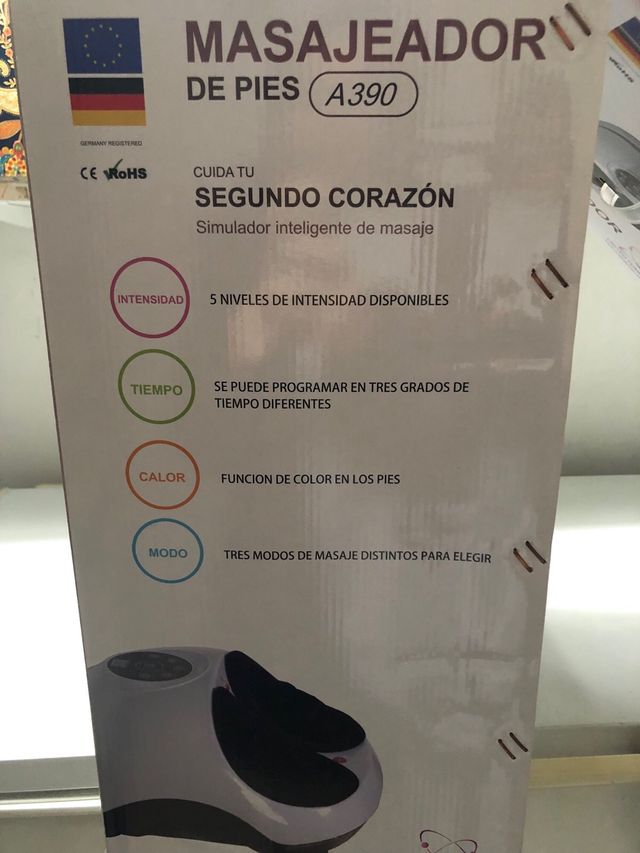 MASAJEADOR
DE PIES A390
GERMANY REGISTERED
CE RoHS
CUIDA TU
SEGUNDO CORAZÓN
Simulador inteligente de masaje
INTENSIDAD 5 NIVELES DE INTENSIDAD DISPONIBLES
TIEMPO SE PUEDE PROGRAMAR EN TRES GRADOS DE
TIEMPO DIFERENTES
CALOR FUNCION DE COLOR EN LOS PIES
MODO TRES MODOS DE MASAJE DISTINTOS PARA ELEGIR